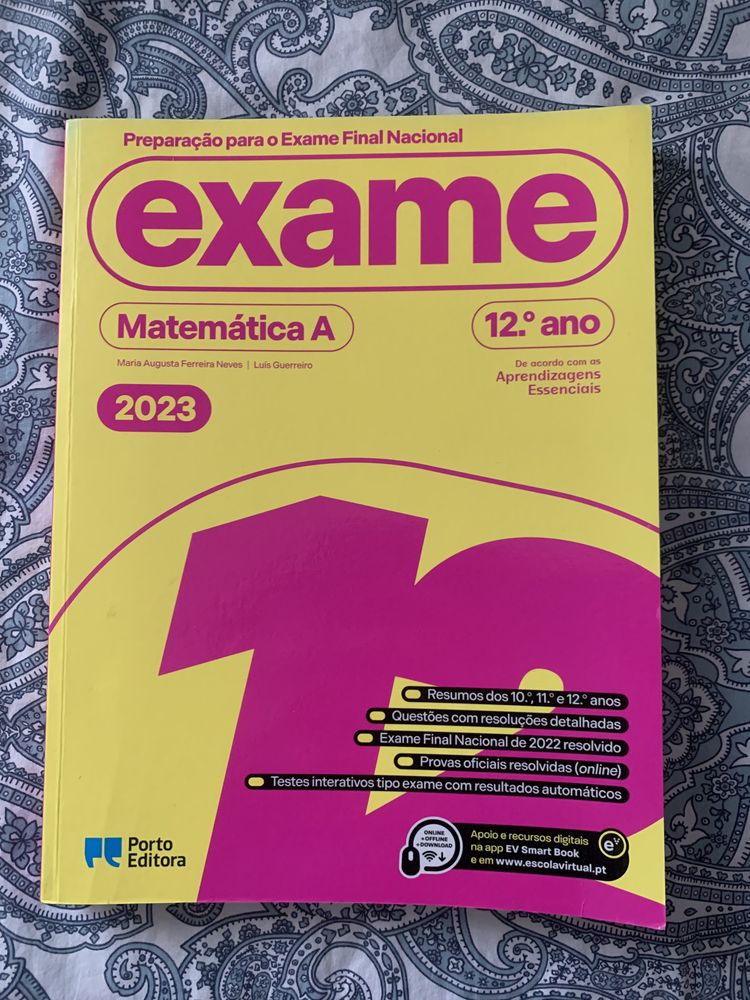 Preparação para o Exame Final Nacional
exame
Matemática A
12.º ano
Maria Augusta Ferreira Neves | Luís Guerreiro
De acordo com as
Aprendizagens
Essenciais
2023
12
Resumos dos 10.º, 11.º e 12.º anos
Questões com resoluções detalhadas
Exame Final Nacional de 2022 resolvido
Provas oficiais resolvidas (online)
Testes interativos tipo exame com resultados automáticos
Porto
Editora
ONLINE
+OFFLINE
+DOWNLOAD
Apoio e recursos digitais
na app EV Smart Book
e em www.escolavirtual.pt
ev